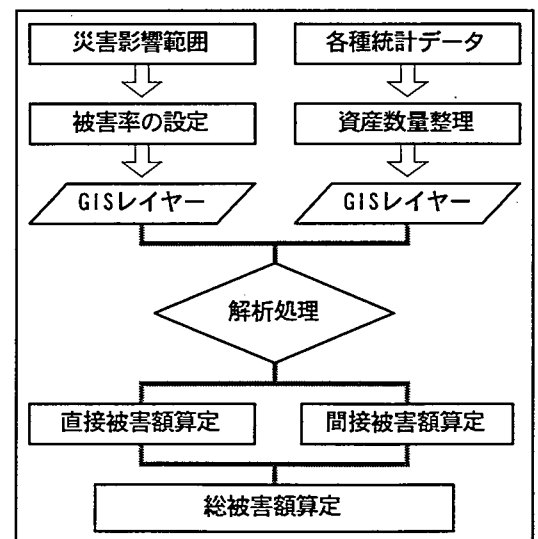 災害影響範囲
各種統計データ
被害率の設定
資産数量整理
GISレイヤー
GISレイヤー
解析処理
直接被害額算定
間接被害額算定
総被害額算定